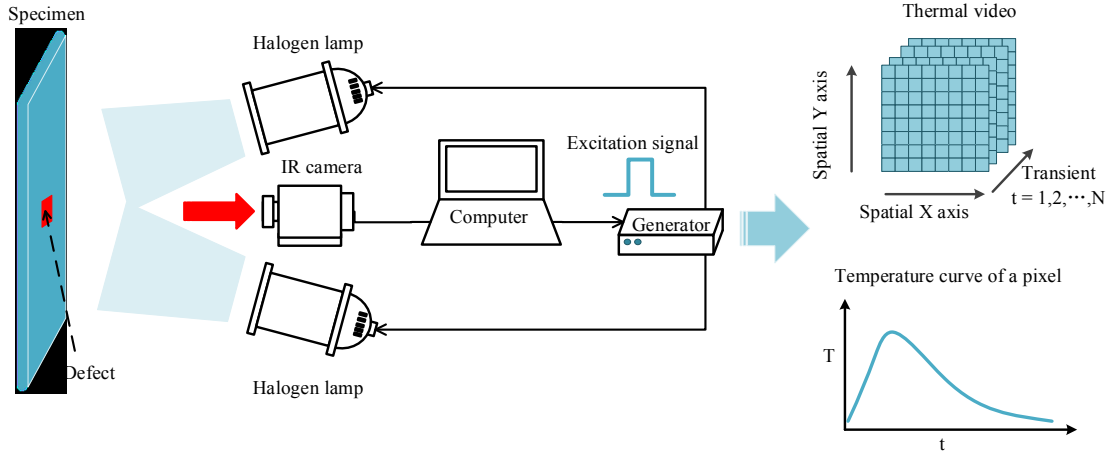 Specimen
Defect
Halogen lamp
IR camera
Computer
Excitation signal
Generator
Halogen lamp
Thermal video
Spatial Y axis
Spatial X axis
Transient
t = 1,2,⋯,N
Temperature curve of a pixel
T
t